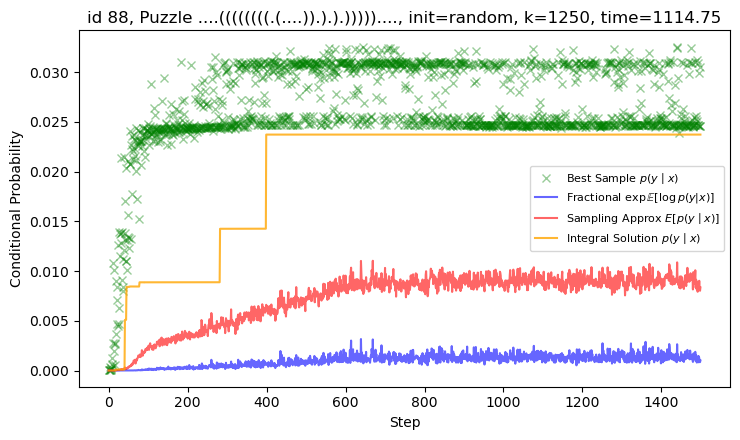 id 88, Puzzle ....((((((((.(....)).).).)))))...., init=random, k=1250, time=1114.75
Conditional Probability
0.030
0.025
0.020
0.015
0.010
0.005
0.000
Best Sample p(y | x)
Fractional exp 𝔼[log p(y|x)]
Sampling Approx E[p(y | x)]
Integral Solution p(y | x)
0 200 400 600 800 1000 1200 1400
Step